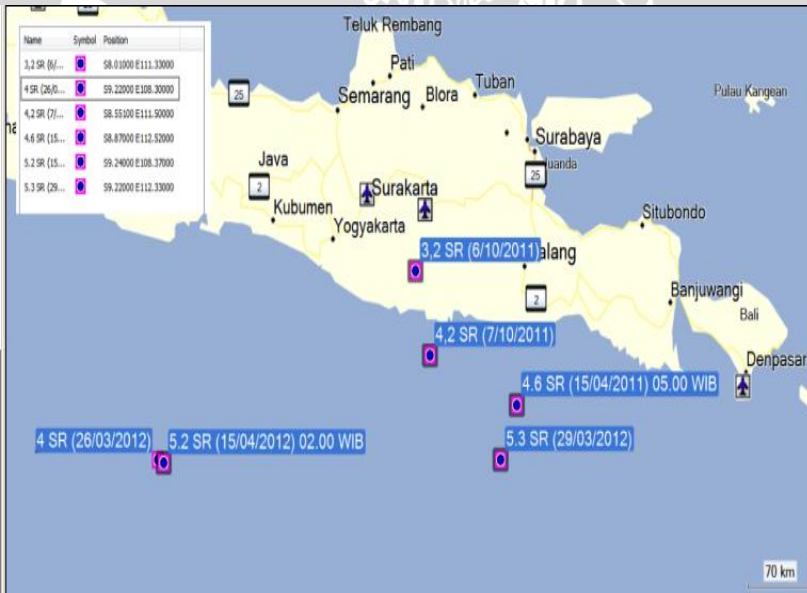 Name Symbol Position
3,2 SR (6/... S8.01000 E111.33000
4 SR (26/0... S9.22000 E108.30000
4,2 SR (7/... S8.55100 E111.50000
4.6 SR (15... S8.87000 E112.52000
5.2 SR (15... S9.24000 E108.37000
5.3 SR (29... S9.22000 E112.33000
Teluk Rembang
Pati
25
Semarang
Blora
Tuban
Pulau Kangean
Surabaya
Juanda
25
Java
2
Surakarta
Kubumen
Yogyakarta
Situbondo
3,2 SR (6/10/2011)
alang
2
Banjuwangi
Bali
4,2 SR (7/10/2011)
Denpasar
4.6 SR (15/04/2011) 05.00 WIB
4 SR (26/03/2012)
5.2 SR (15/04/2012) 02.00 WIB
5.3 SR (29/03/2012)
70 km